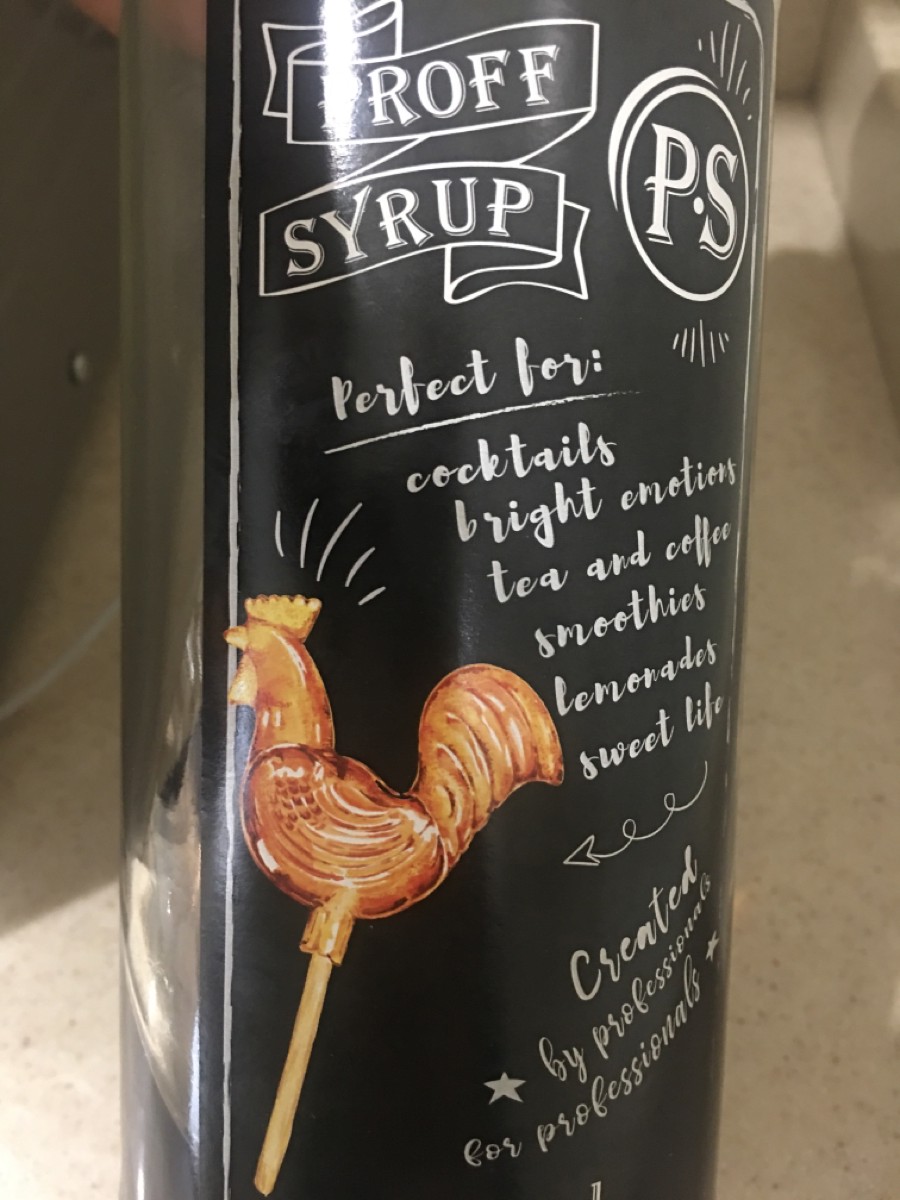 PROFF
SYRUP
P.S
Perfect for:
cocktails
bright emotions
tea and coffee
smoothies
lemonades
sweet life
Created
by professionals
for professionals